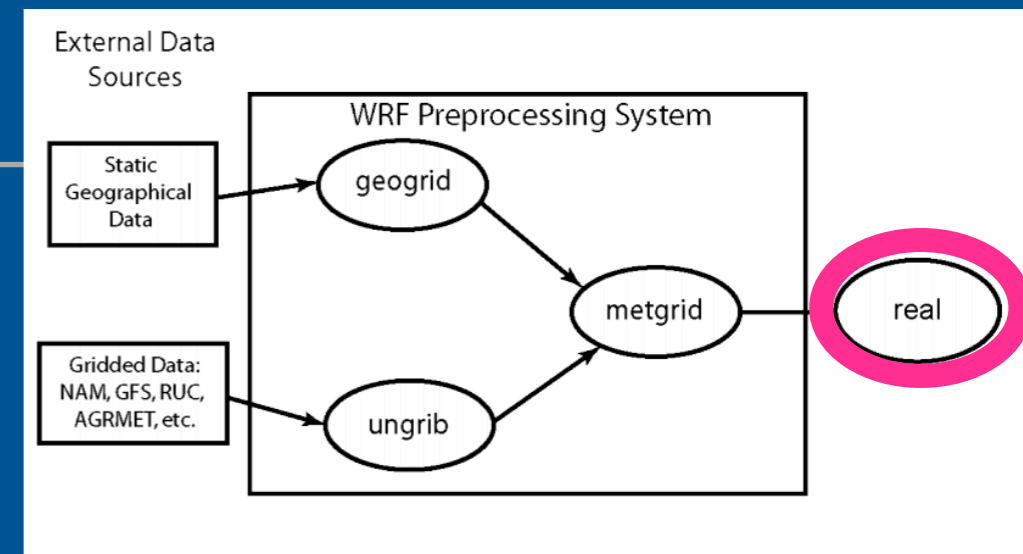 External Data
Sources
WRF Preprocessing System
Static
Geographical
Data
geogrid
metgrid
real
Gridded Data:
NAM, GFS, RUC,
AGRMET, etc.
ungrib